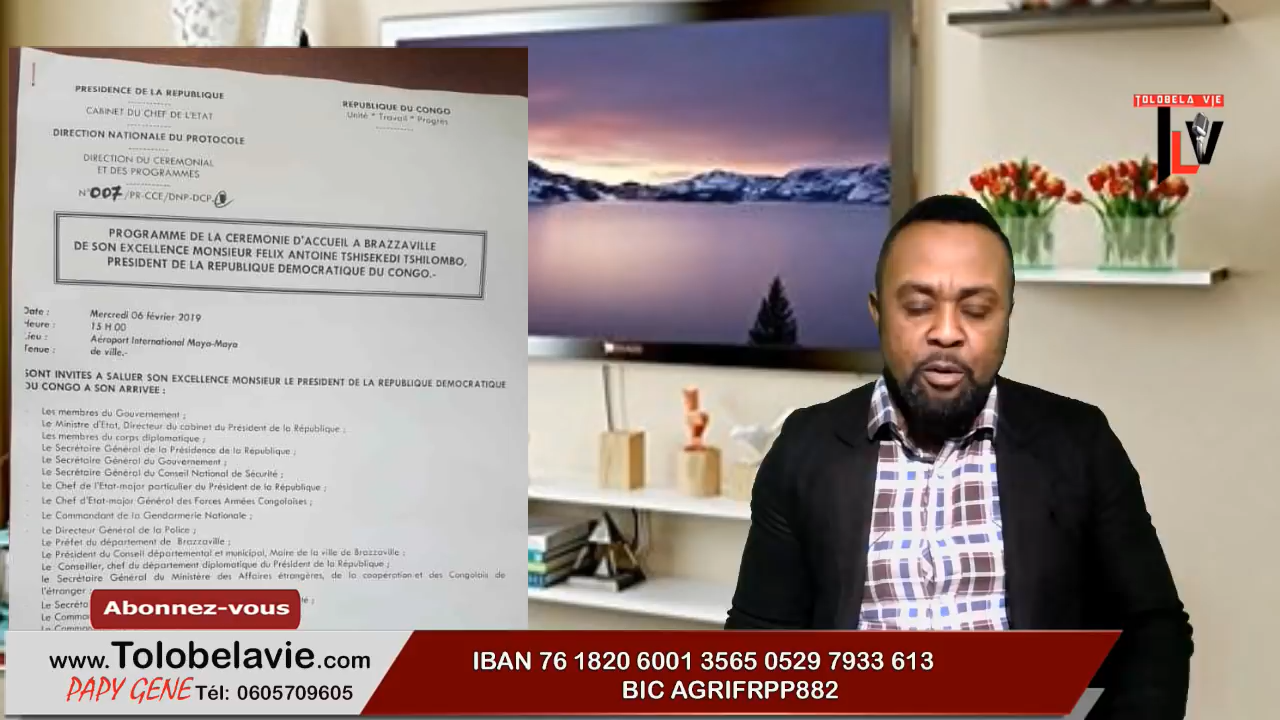 PRESIDENCE DE LA REPUBLIQUE
CABINET DU CHEF DE L'ETAT
DIRECTION NATIONALE DU PROTOCOLE
DIRECTION DU CEREMONIAL
ET DES PROGRAMMES
N°007/PR-CCE/DNP-DCP-
REPUBLIQUE DU CONGO
Unité * Travail * Progrès
PROGRAMME DE LA CEREMONIE D'ACCUEIL A BRAZZAVILLE
DE SON EXCELLENCE MONSIEUR FELIX ANTOINE TSHISEKEDI TSHILOMBO,
PRESIDENT DE LA REPUBLIQUE DEMOCRATIQUE DU CONGO.-
Date : Mercredi 06 février 2019
Heure : 15 H 00
Lieu : Aéroport International Maya-Maya
Tenue : de ville.-
SONT INVITES A SALUER SON EXCELLENCE MONSIEUR LE PRESIDENT DE LA REPUBLIQUE DEMOCRATIQUE
DU CONGO A SON ARRIVEE :
Les membres du Gouvernement ;
Le Ministre d'Etat, Directeur du cabinet du Président de la République ;
Les membres du corps diplomatique ;
Le Secrétaire Général de la Présidence de la République ;
Le Secrétaire Général du Gouvernement ;
Le Secrétaire Général du Conseil National de Sécurité ;
Le Chef de l'Etat-major particulier du Président de la République ;
Le Chef d'Etat-major Général des Forces Armées Congolaises ;
Le Commandant de la Gendarmerie Nationale ;
Le Directeur Général de la Police ;
Le Préfet du département de Brazzaville ;
Le Président du Conseil départemental et municipal, Maire de la ville de Brazzaville ;
Le Conseiller, chef du département diplomatique du Président de la République ;
le Secrétaire Général du Ministère des Affaires étrangères, de la coopération et des Congolais de
l'étranger ;
Le Secréta
Le Comma
Le Comma
TOLOBELA VIE
LV
Abonnez-vous
www.Tolobelavie.com
PAPY GENE Tél: 0605709605
IBAN 76 1820 6001 3565 0529 7933 613
BIC AGRIFRPP882